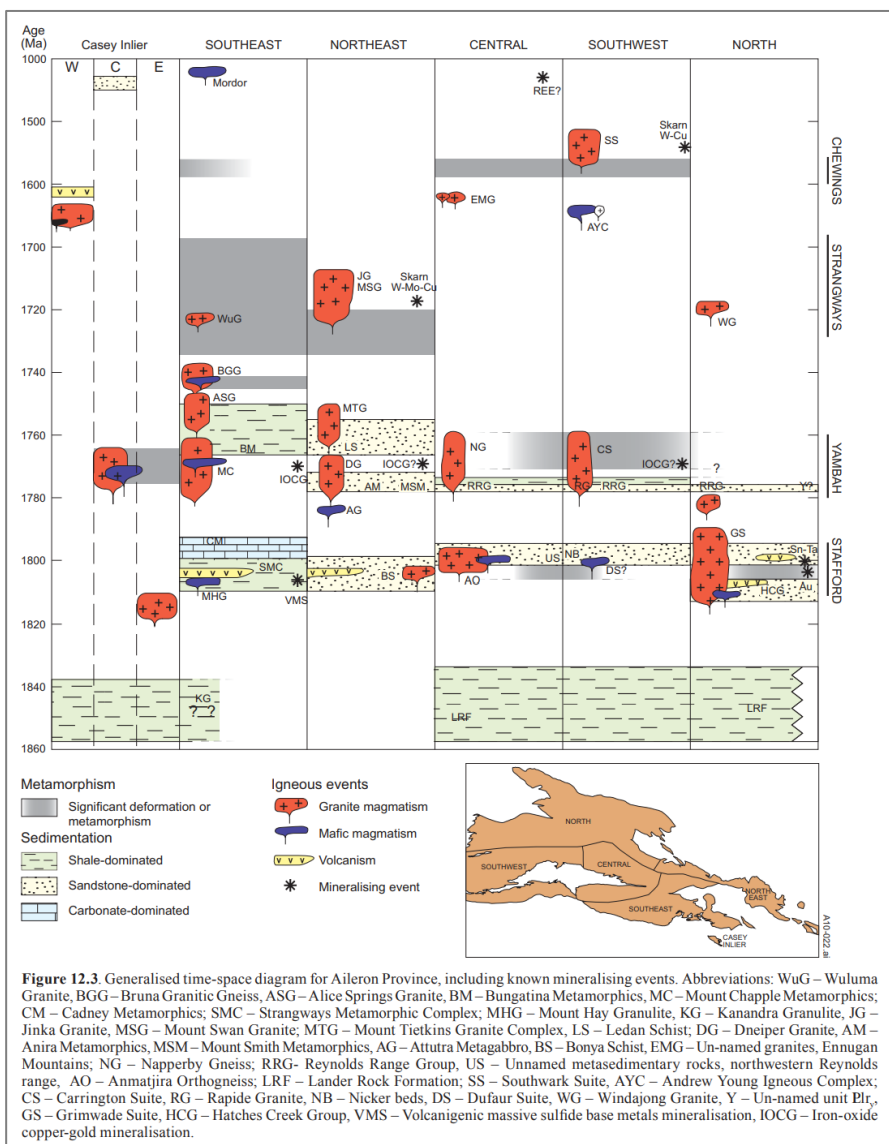 Age
(Ma)
Casey Inlier
SOUTHEAST
NORTHEAST
CENTRAL
SOUTHWEST
NORTH
1000
W
C
E
Mordor
REE?
1500
Skarn
W-Cu
SS
CHEWINGS
1600
EMG
AYC
1700
STRANGWAYS
JG
MSG
Skarn
W-Mo-Cu
1720
WuG
WG
1740
BGG
ASG
MTG
1760
BM
LS
NG
CS
YAMBAH
MC
IOCG
DG
IOCG?
IOCG?
?
AM
MSM
RRG
RG
RRG
RRG
Y?
1780
AG
GS
CM
1800
US
NB
Sn-Ta
STAFFORD
SMC
BS
AO
DS?
MHG
VMS
HCG
Au
1820
1840
KG
? ?
LRF
LRF
1860
Metamorphism
Significant deformation or
metamorphism
Sedimentation
Shale-dominated
Sandstone-dominated
Carbonate-dominated
Igneous events
Granite magmatism
Mafic magmatism
Volcanism
Mineralising event
NORTH
SOUTHWEST
CENTRAL
NORTH
EAST
SOUTHEAST
CASEY
INLIER
A10-022.ai
Figure 12.3. Generalised time-space diagram for Aileron Province, including known mineralising events. Abbreviations: WuG – Wuluma
Granite, BGG – Bruna Granitic Gneiss, ASG – Alice Springs Granite, BM – Bungatina Metamorphics, MC – Mount Chapple Metamorphics;
CM – Cadney Metamorphics; SMC – Strangways Metamorphic Complex; MHG – Mount Hay Granulite, KG – Kanandra Granulite, JG –
Jinka Granite, MSG – Mount Swan Granite; MTG – Mount Tietkins Granite Complex, LS – Ledan Schist; DG – Dneiper Granite, AM –
Anira Metamorphics, MSM – Mount Smith Metamorphics, AG – Attutra Metagabbro, BS – Bonya Schist, EMG – Un-named granites, Ennugan
Mountains; NG – Napperby Gneiss; RRG- Reynolds Range Group, US – Unnamed metasedimentary rocks, northwestern Reynolds
range, AO – Anmatjira Orthogneiss; LRF – Lander Rock Formation; SS – Southwark Suite, AYC – Andrew Young Igneous Complex;
CS – Carrington Suite, RG – Rapide Granite, NB – Nicker beds, DS – Dufaur Suite, WG – Windajong Granite, Y – Un-named unit Plry,
GS – Grimwade Suite, HCG – Hatches Creek Group, VMS – Volcanigenic massive sulfide base metals mineralisation, IOCG – Iron-oxide
copper-gold mineralisation.